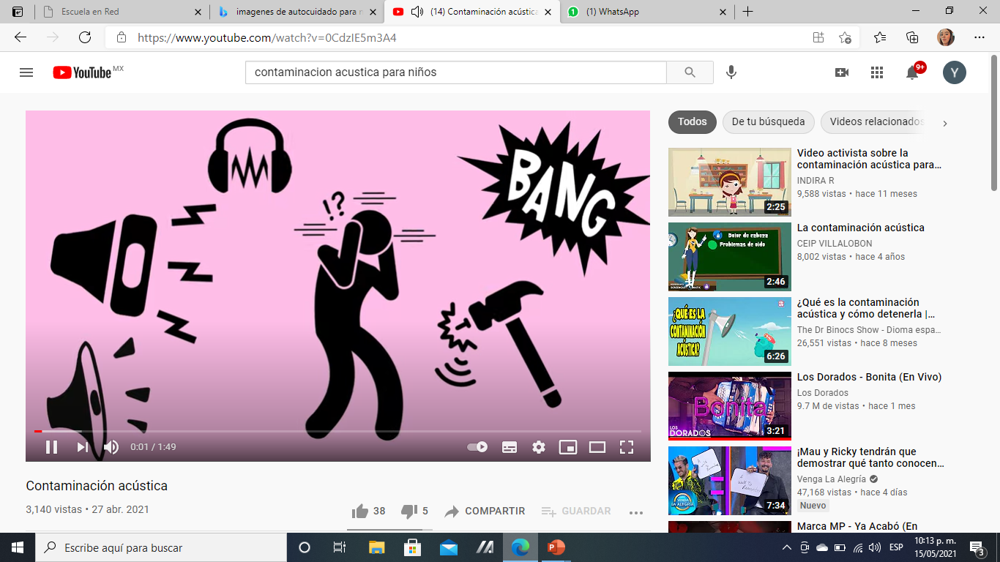 Escuela en Red
imagenes de autocuidado para n
(14) Contaminación acústica
(1) WhatsApp
https://www.youtube.com/watch?v=0CdzIE5m3A4
YouTube MX
contaminacion acustica para niños
9+
Y
BANG
!?
0:01 / 1:49
Contaminación acústica
3,140 vistas • 27 abr. 2021
38
5
COMPARTIR
GUARDAR
Todos
De tu búsqueda
Videos relacionados
Video activista sobre la
contaminación acústica para...
INDIRA R
9,588 vistas • hace 11 meses
2:25
Dolor de cabeza
Problemas de oido
2:46
La contaminación acústica
CEIP VILLALOBON
8,002 vistas • hace 4 años
¿QUÉ ES LA
CONTAMINACIÓN
ACÚSTICA?
6:26
¿Qué es la contaminación
acústica y cómo detenerla |...
The Dr Binocs Show - Dioma espa...
26,551 vistas • hace 8 meses
Bonita
LOS
DORADOS
3:21
Los Dorados - Bonita (En Vivo)
Los Dorados
9.7 M de vistas • hace 1 mes
VENGA
LA ALEGRÍA
7:34
¡Mau y Ricky tendrán que
demostrar qué tanto conocen...
Venga La Alegría
47,168 vistas • hace 4 días
Nuevo
Marca MP - Ya Acabó (En
Escribe aquí para buscar
ESP
10:13 p. m.
15/05/2021
3